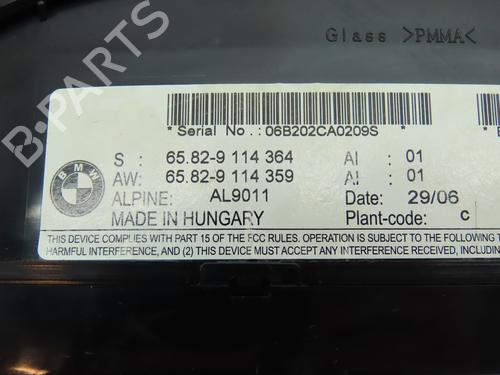 Glass >PMMA<
* Serial No. : 06B202CA0209S *
BMW
S : 65.82-9 114 364 AI : 01
AW: 65.82-9 114 359 AI : 01
ALPINE: AL9011 Date: 29/06
MADE IN HUNGARY Plant-code: c
THIS DEVICE COMPLIES WITH PART 15 OF THE FCC RULES. OPERATION IS SUBJECT TO THE FOLLOW
HARMFUL INTERFERENCE, AND (2) THIS DEVICE MUST ACCEPT ANY INTERFERENCE RECEIVED, INCLUDING
B-PARTS